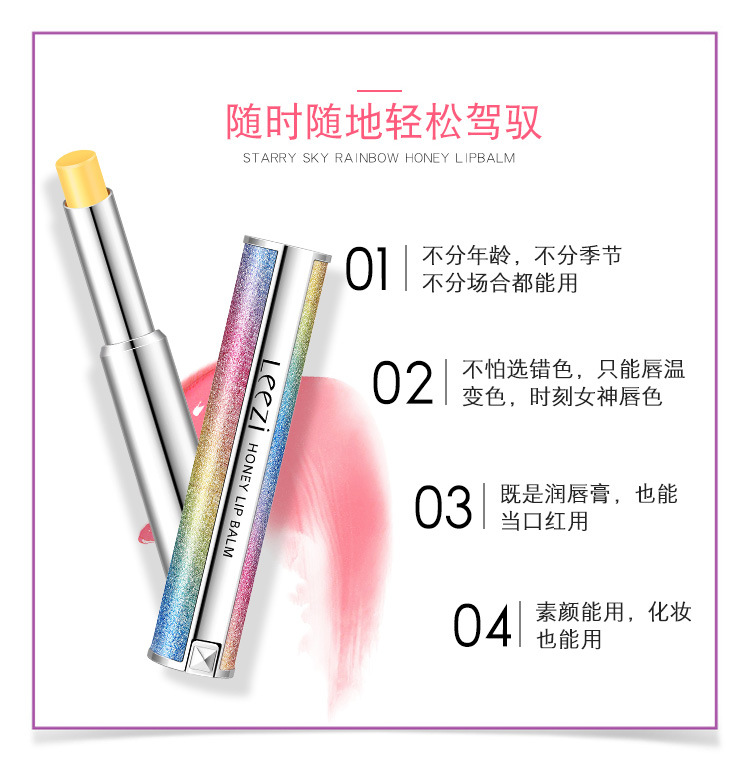 随时随地轻松驾驭
STARRY SKY RAINBOW HONEY LIPBALM
01
不分年龄，不分季节
不分场合都能用
02
不怕选错色，只能唇温
变色，时刻女神唇色
03
既是润唇膏，也能
当口红用
04
素颜能用，化妆
也能用
Leezi HONEY LIP BALM